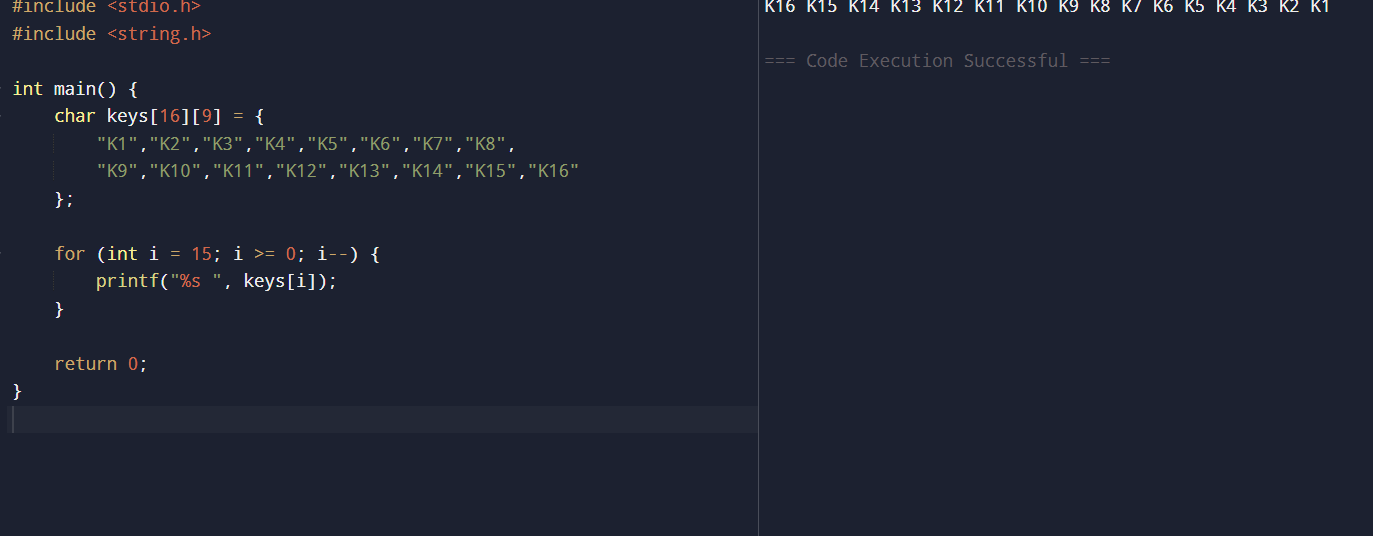 #include <stdio.h>
#include <string.h>
int main() {
    char keys[16][9] = {
        "K1","K2","K3","K4","K5","K6","K7","K8",
        "K9","K10","K11","K12","K13","K14","K15","K16"
    };
    for (int i = 15; i >= 0; i--) {
        printf("%s ", keys[i]);
    }
    return 0;
}
K16 K15 K14 K13 K12 K11 K10 K9 K8 K7 K6 K5 K4 K3 K2 K1
=== Code Execution Successful ===